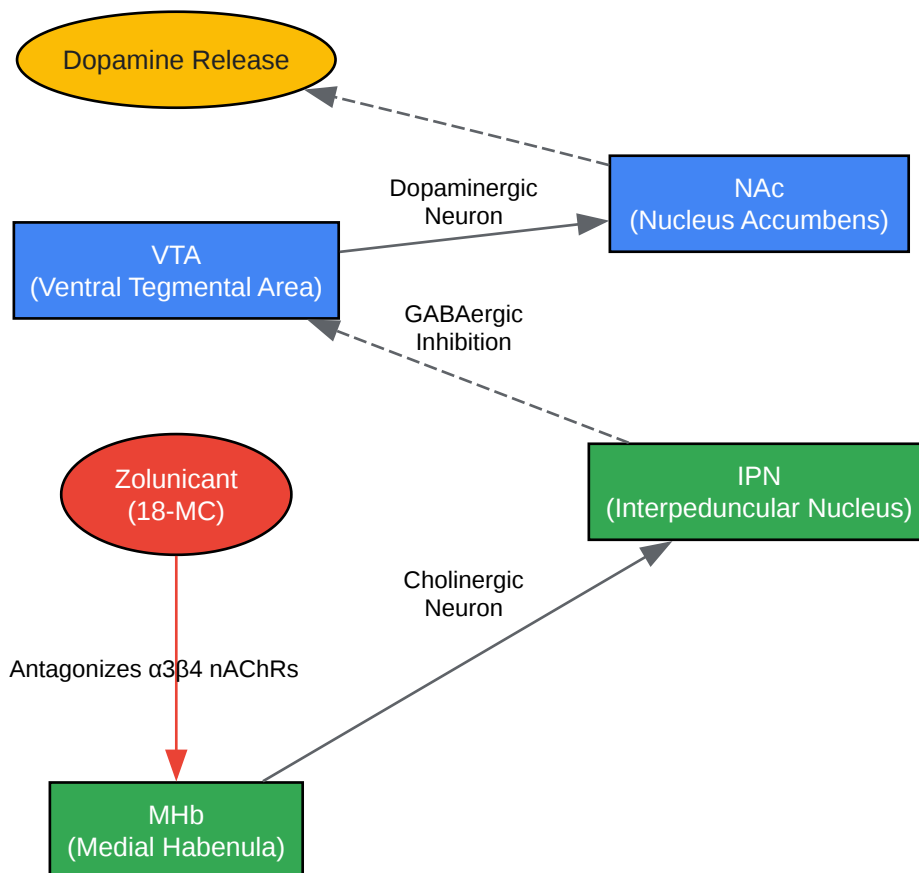 Dopamine Release
NAc
(Nucleus Accumbens)
Dopaminergic
Neuron
VTA
(Ventral Tegmental Area)
GABAergic
Inhibition
Zolunicant
(18-MC)
IPN
(Interpeduncular Nucleus)
Cholinergic
Neuron
Antagonizes α3β4 nAChRs
MHb
(Medial Habenula)